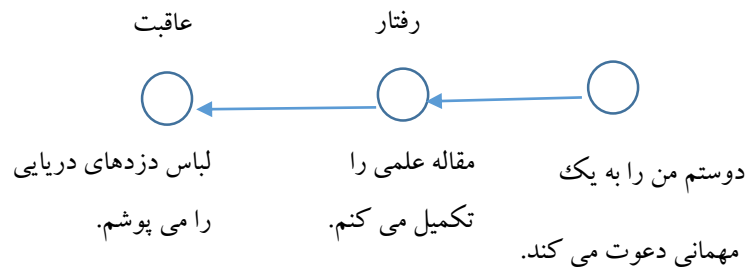 رفتار
عاقبت
دوستم من را به یک
مهمانی دعوت می کند.
مقاله علمی را
تکمیل می کنم.
لباس دزدهای دریایی
را می پوشم.